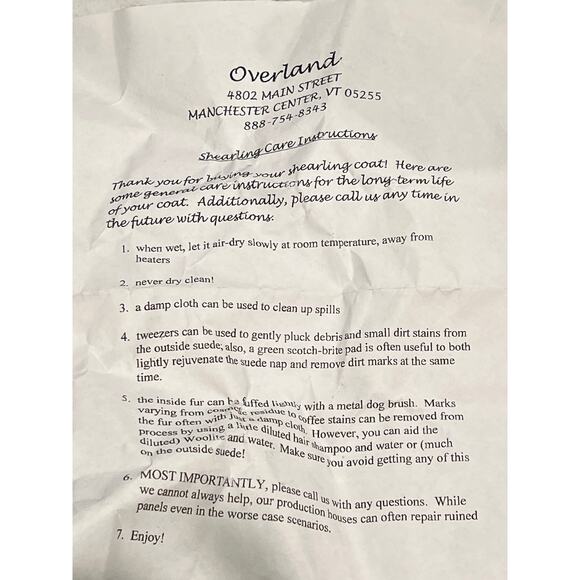 Overland
4802 MAIN STREET
MANCHESTER CENTER, VT 05255
888-754-8343
Shearling Care Instructions
Thank you for buying your shearling coat! Here are
some general care instructions for the long-term life
of your coat. Additionally, please call us any time in
the future with questions.
1. when wet, let it air-dry slowly at room temperature, away from
heaters
2. never dry clean!
3. a damp cloth can be used to clean up spills
4. tweezers can be used to gently pluck debris and small dirt stains from
the outside suede; also, a green scotch-brite pad is often useful to both
lightly rejuvenate the suede nap and remove dirt marks at the same
time.
5. the inside fur can be fuffed lightly with a metal dog brush. Marks
varying from cosmetic residue to coffee stains can be removed from
the fur often with just a damp cloth. However, you can aid the
process by using a little diluted hair shampoo and water or (much
diluted) Woolite and water. Make sure you avoid getting any of this
on the outside suede!
6. MOST IMPORTANTLY, please call us with any questions. While
we cannot always help, our production houses can often repair ruined
panels even in the worse case scenarios.
7. Enjoy!